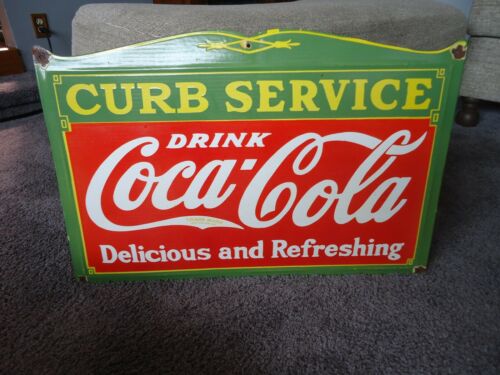 CURB SERVICE
DRINK
Coca-Cola
Delicious and Refreshing